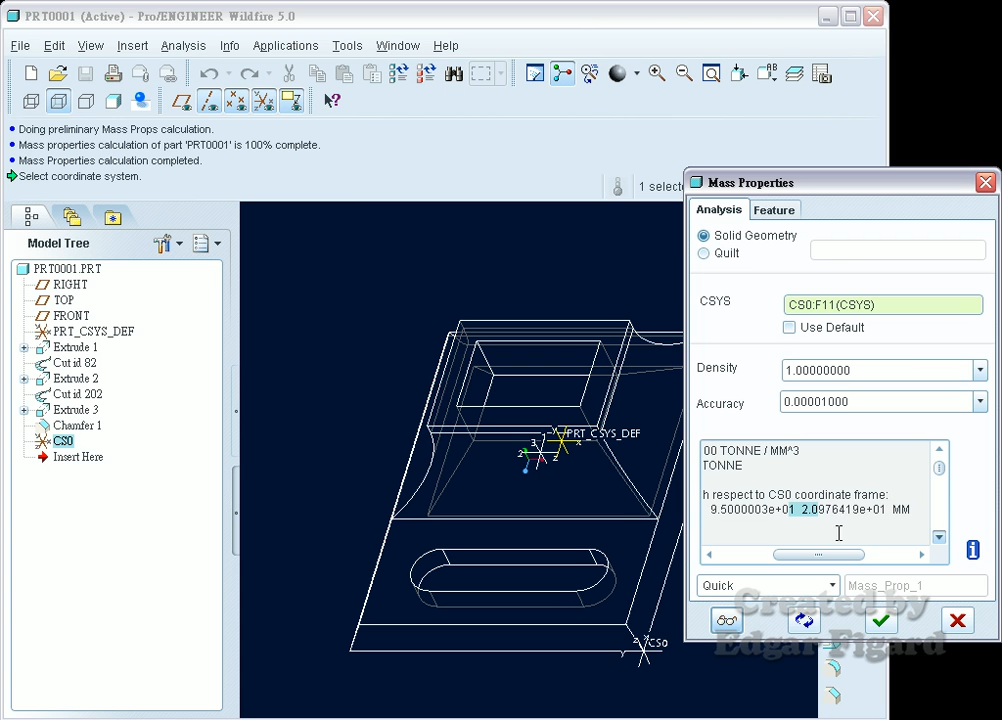 PRT0001 (Active) - Pro/ENGINEER Wildfire 5.0
File Edit View Insert Analysis Info Applications Tools Window Help
Doing preliminary Mass Props calculation.
Mass properties calculation of part 'PRT0001' is 100% complete.
Mass Properties calculation completed.
Select coordinate system.
1 selecte
Model Tree
PRT0001.PRT
RIGHT
TOP
FRONT
PRT_CSYS_DEF
Extrude 1
Cut id 82
Extrude 2
Cut id 202
Extrude 3
Chamfer 1
CS0
Insert Here
PRT_CSYS_DEF
1
3
2
x
z
CS0
Mass Properties
Analysis Feature
Solid Geometry
Quilt
CSYS CS0:F11(CSYS)
Use Default
Density 1.00000000
Accuracy 0.00001000
00 TONNE / MM^3
TONNE
h respect to CS0 coordinate frame:
9.5000003e+01 2.0976419e+01 MM
Quick Mass_Prop_1
Created by
Edgar Figard